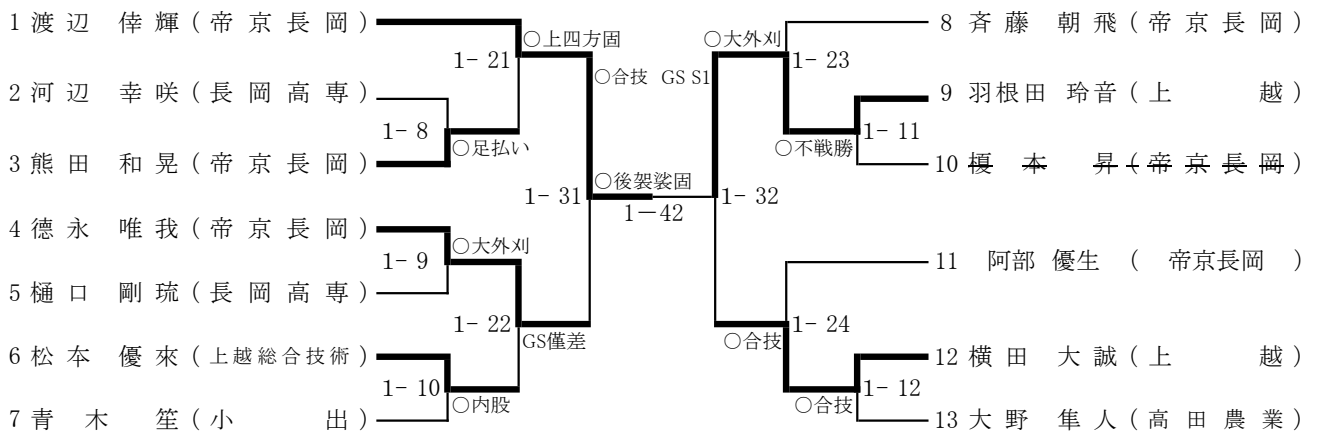 1 渡辺 倖輝(帝京長岡)
○上四方固
1-21
2 河辺 幸咲(長岡高専)
1-8
○足払い
3 熊田 和晃(帝京長岡)
○合技 GS S1
1-31
4 德永 唯我(帝京長岡)
○大外刈
1-9
5 樋口 剛琉(長岡高専)
1-22
GS僅差
6 松本 優來(上越総合技術)
1-10
○内股
7 青木 笙(小出)
○後袈裟固
1-42
8 斉藤 朝飛(帝京長岡)
○大外刈
1-23
9 羽根田 玲音(上越)
1-11
○不戦勝
10 榎本 昇(帝京長岡)
1-32
11 阿部 優生 ( 帝京長岡 )
1-24
○合技
12 横田 大誠(上越)
1-12
○合技
13 大野 隼人(高田農業)